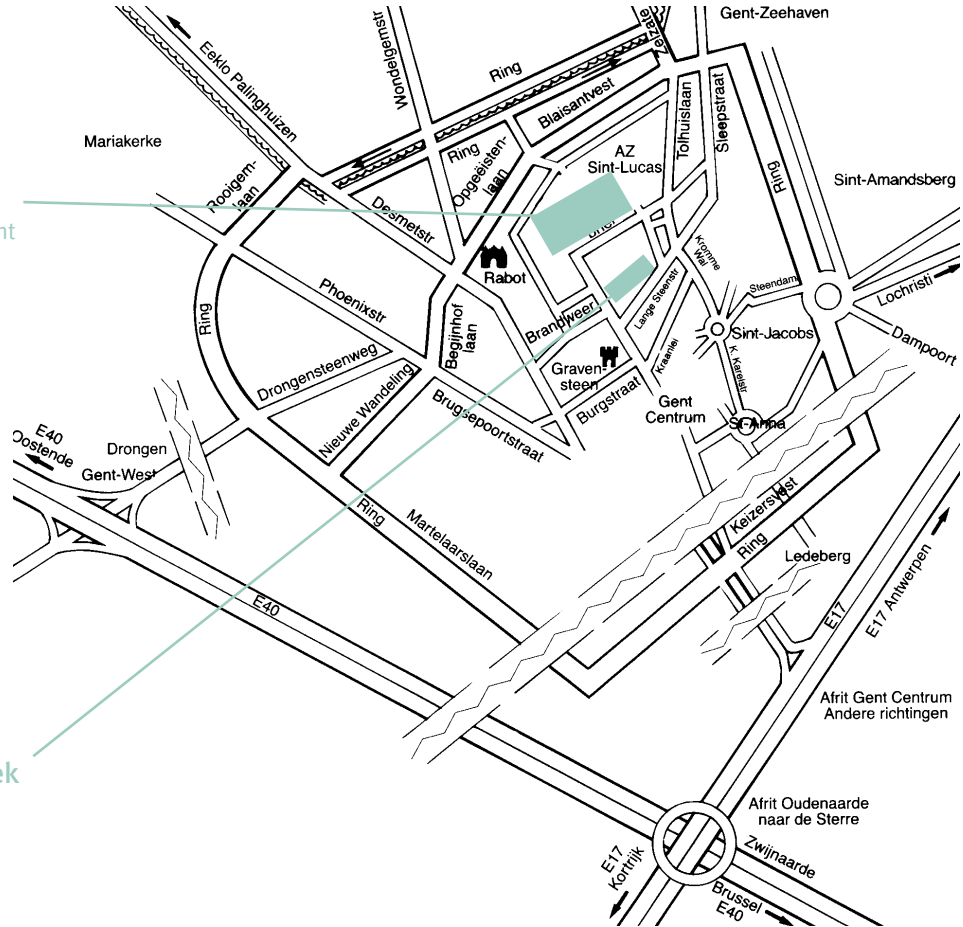 Gent-Zeehaven
Zelzate
Wondelgemstr
Eeklo Palinghuizen
Ring
Blaisantvest
Tolhuislaan
Sleepstraat
Mariakerke
Ring
Opgeëisten-
laan
AZ
Sint-Lucas
Ring
Sint-Amandsberg
Rooigem-
laan
Desmetstr
Rabot
Kromme
Wal
Steendam
Lochristi
Phoenixstr
Ring
Lange Steenstr
Brandweer
Sint-Jacobs
Dampoort
Begijnhof
laan
Drongensteenweg
Graven-
steen
Kraanlei
K. Karelstr
Nieuwe Wandeling
Burgstraat
Gent
Centrum
St-Anna
Brugsepoortstraat
E40
Oostende
Drongen
Gent-West
Ring
Martelaarslaan
Keizersvest
Ring
Ledeberg
E40
E17
E17 Antwerpen
Afrit Gent Centrum
Andere richtingen
Afrit Oudenaarde
naar de Sterre
Zwijnaarde
E17
Kortrijk
Brussel
E40